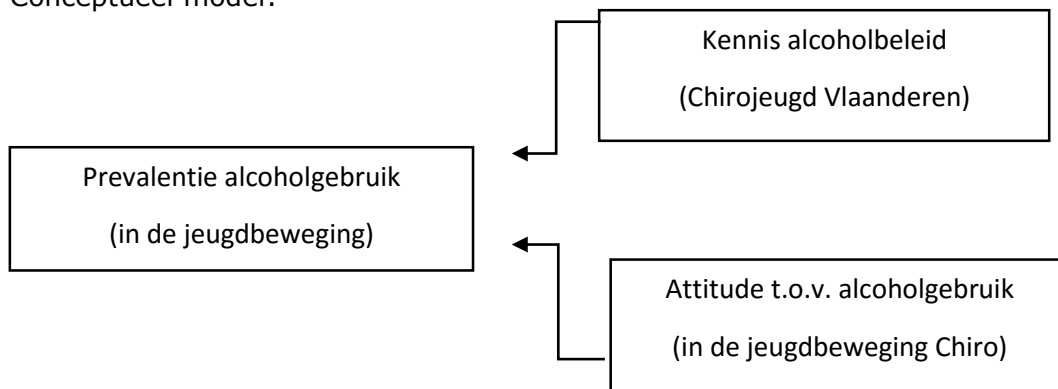 Conceptueel model:
Kennis alcoholbeleid
(Chirojeugd Vlaanderen)
Prevalentie alcoholgebruik
(in de jeugdbeweging)
Attitude t.o.v. alcoholgebruik
(in de jeugdbeweging Chiro)